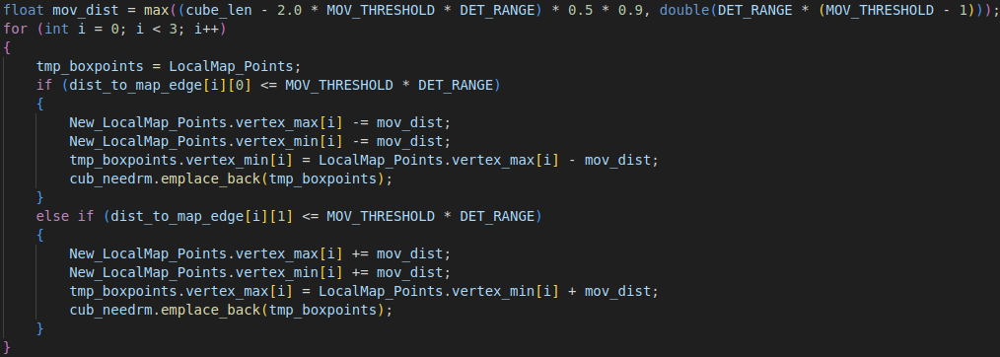 float mov_dist = max((cube_len - 2.0 * MOV_THRESHOLD * DET_RANGE) * 0.5 * 0.9, double(DET_RANGE * (MOV_THRESHOLD - 1)));
for (int i = 0; i < 3; i++)
{
    tmp_boxpoints = LocalMap_Points;
    if (dist_to_map_edge[i][0] <= MOV_THRESHOLD * DET_RANGE)
    {
        New_LocalMap_Points.vertex_max[i] -= mov_dist;
        New_LocalMap_Points.vertex_min[i] -= mov_dist;
        tmp_boxpoints.vertex_min[i] = LocalMap_Points.vertex_max[i] - mov_dist;
        cub_needrm.emplace_back(tmp_boxpoints);
    }
    else if (dist_to_map_edge[i][1] <= MOV_THRESHOLD * DET_RANGE)
    {
        New_LocalMap_Points.vertex_max[i] += mov_dist;
        New_LocalMap_Points.vertex_min[i] += mov_dist;
        tmp_boxpoints.vertex_max[i] = LocalMap_Points.vertex_min[i] + mov_dist;
        cub_needrm.emplace_back(tmp_boxpoints);
    }
}